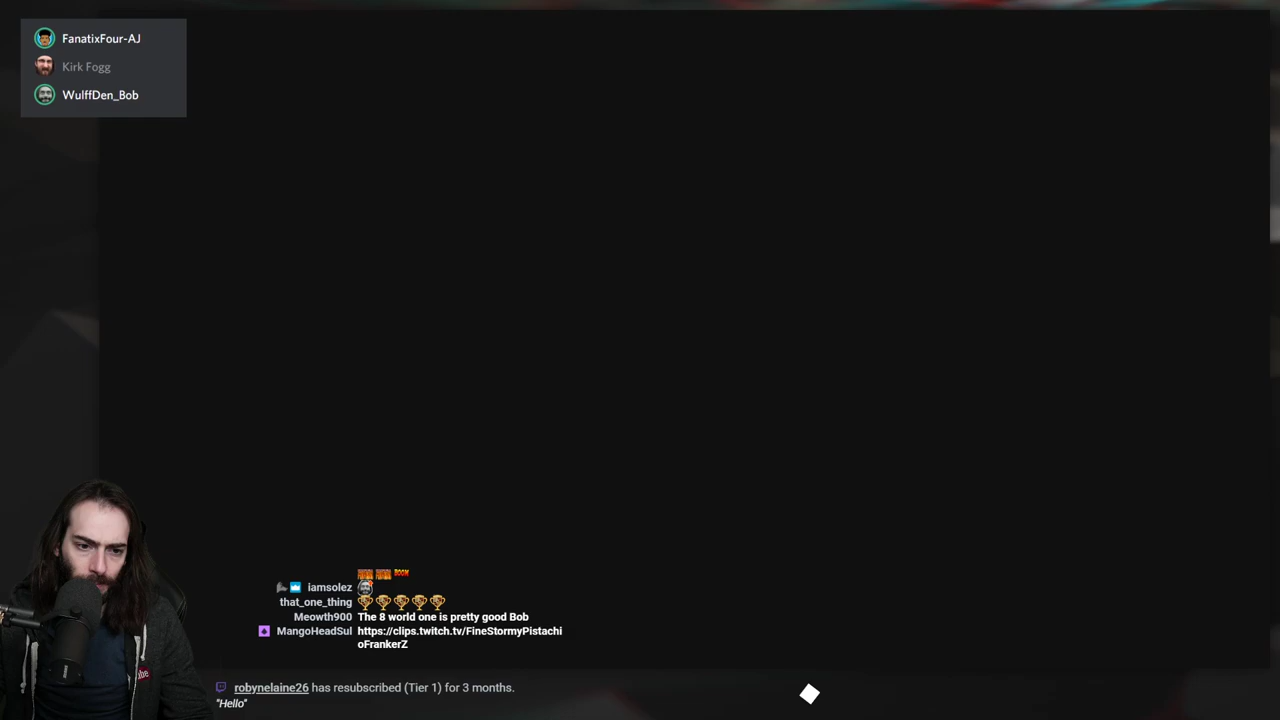 FanatixFour-AJ
Kirk Fogg
WulffDen_Bob
BOOM
iamsolez
that_one_thing
Meowth900 The 8 world one is pretty good Bob
MangoHeadSul https://clips.twitch.tv/FineStormyPistachi
oFrankerZ
robynelaine26 has resubscribed (Tier 1) for 3 months.
"Hello"